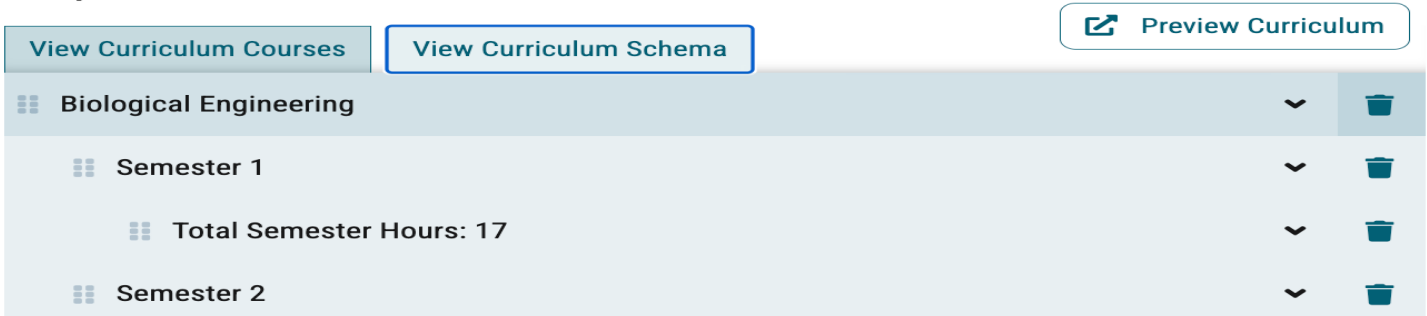 Preview Curriculum
View Curriculum Courses
View Curriculum Schema
Biological Engineering
Semester 1
Total Semester Hours: 17
Semester 2